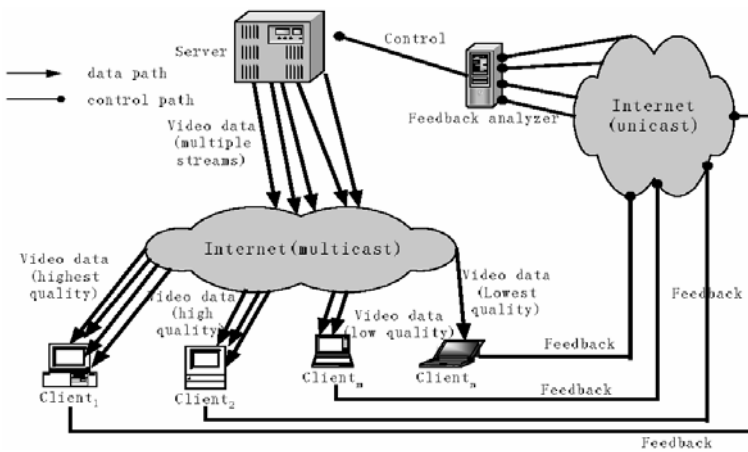 Server
Control
data path
control path
Video data
(multiple
streams)
Feedback analyzer
Internet
(unicast)
Internet(multicast)
Video data
(highest
quality)
Video data
(high
quality)
Video data
(low quality)
Video data
(Lowest
quality)
Feedback
Feedback
Feedback
Feedback
Client1
Client2
Clientm
Clientn